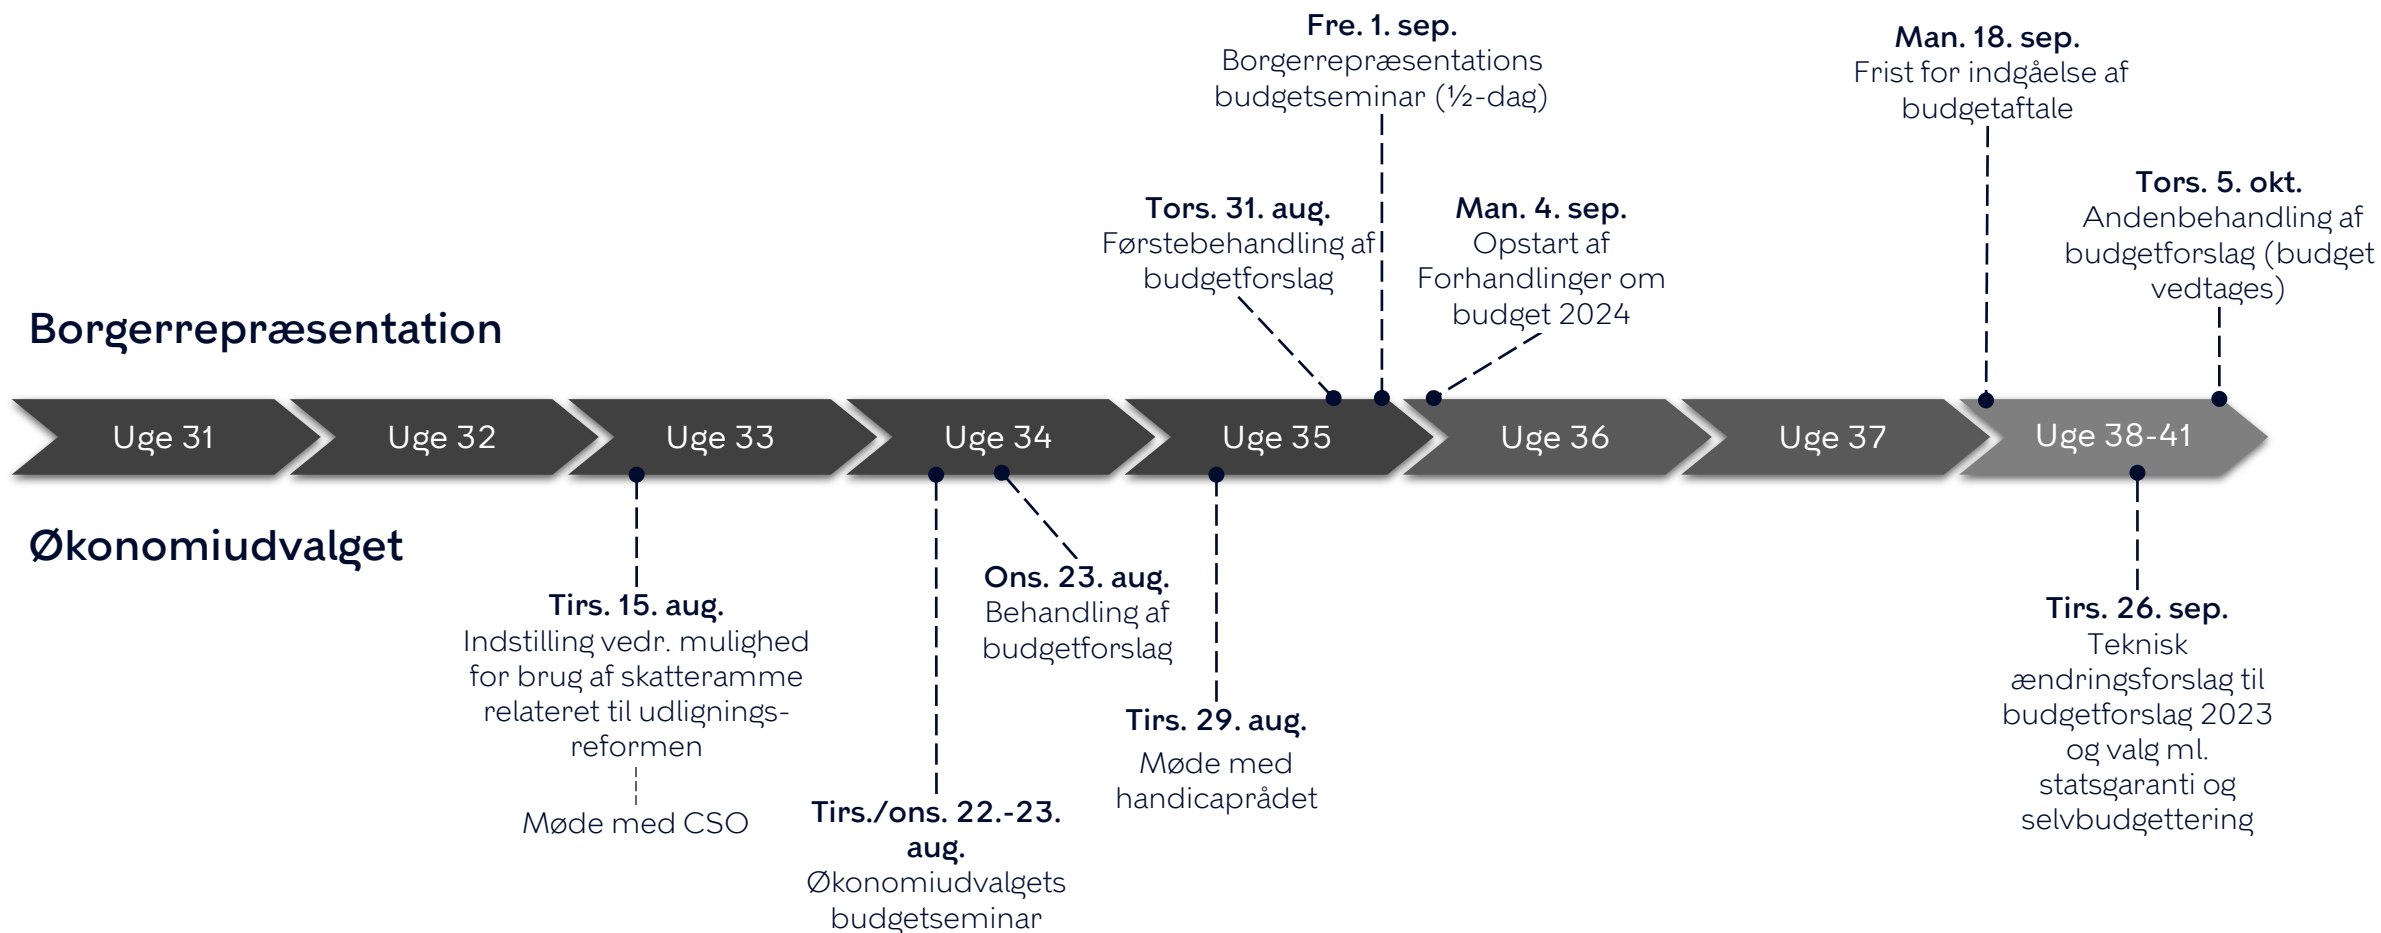 Fre. 1. sep.
Borgerrepræsentations
budgetseminar (½-dag)
Man. 18. sep.
Frist for indgåelse af
budgetaftale
Tors. 31. aug.
Førstebehandling af
budgetforslag
Man. 4. sep.
Opstart af
Forhandlinger om
budget 2024
Tors. 5. okt.
Andenbehandling af
budgetforslag (budget
vedtages)
Borgerrepræsentation
Uge 31
Uge 32
Uge 33
Uge 34
Uge 35
Uge 36
Uge 37
Uge 38-41
Økonomiudvalget
Tirs. 15. aug.
Indstilling vedr. mulighed
for brug af skatteramme
relateret til udlignings-
reformen
Møde med CSO
Tirs./ons. 22.-23.
aug.
Økonomiudvalgets
budgetseminar
Ons. 23. aug.
Behandling af
budgetforslag
Tirs. 29. aug.
Møde med
handicaprådet
Tirs. 26. sep.
Teknisk
ændringsforslag til
budgetforslag 2023
og valg ml.
statsgaranti og
selvbudgettering